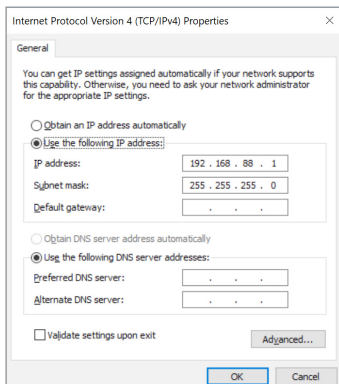 Internet Protocol Version 4 (TCP/IPv4) Properties
General
You can get IP settings assigned automatically if your network supports
this capability. Otherwise, you need to ask your network administrator
for the appropriate IP settings.
Obtain an IP address automatically
Use the following IP address:
IP address: 192 . 168 . 88 . 1
Subnet mask: 255 . 255 . 255 . 0
Default gateway: . . .
Obtain DNS server address automatically
Use the following DNS server addresses:
Preferred DNS server: . . .
Alternate DNS server: . . .
Validate settings upon exit
Advanced...
OK Cancel